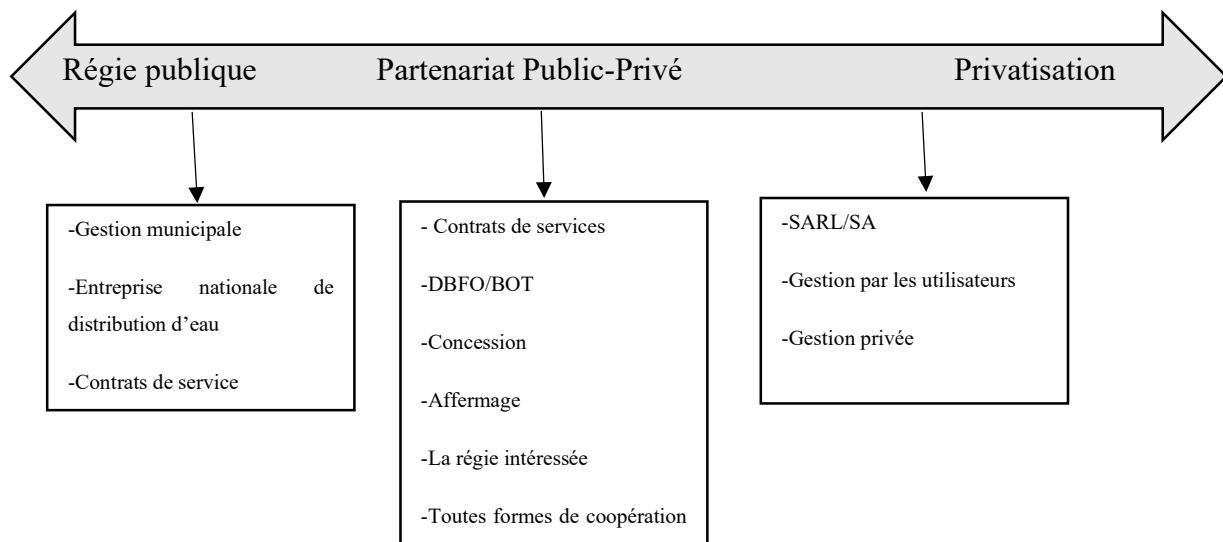 Régie publique
Partenariat Public-Privé
Privatisation
-Gestion municipale
-Entreprise nationale de
distribution d’eau
-Contrats de service
- Contrats de services
-DBFO/BOT
-Concession
-Affermage
-La régie intéressée
-Toutes formes de coopération
-SARL/SA
-Gestion par les utilisateurs
-Gestion privée